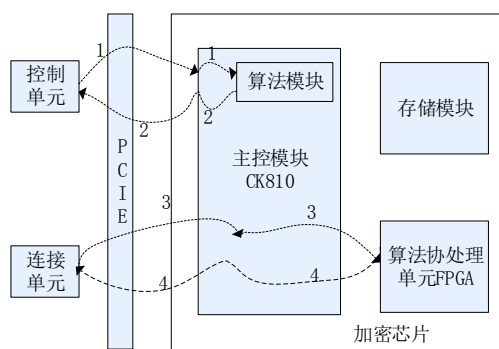 1
控制
单元
2
P
C
I
E
1
算法模块
2
存储模块
主控模块
CK810
3
3
连接
单元
4
4
算法协处理
单元FPGA
加密芯片